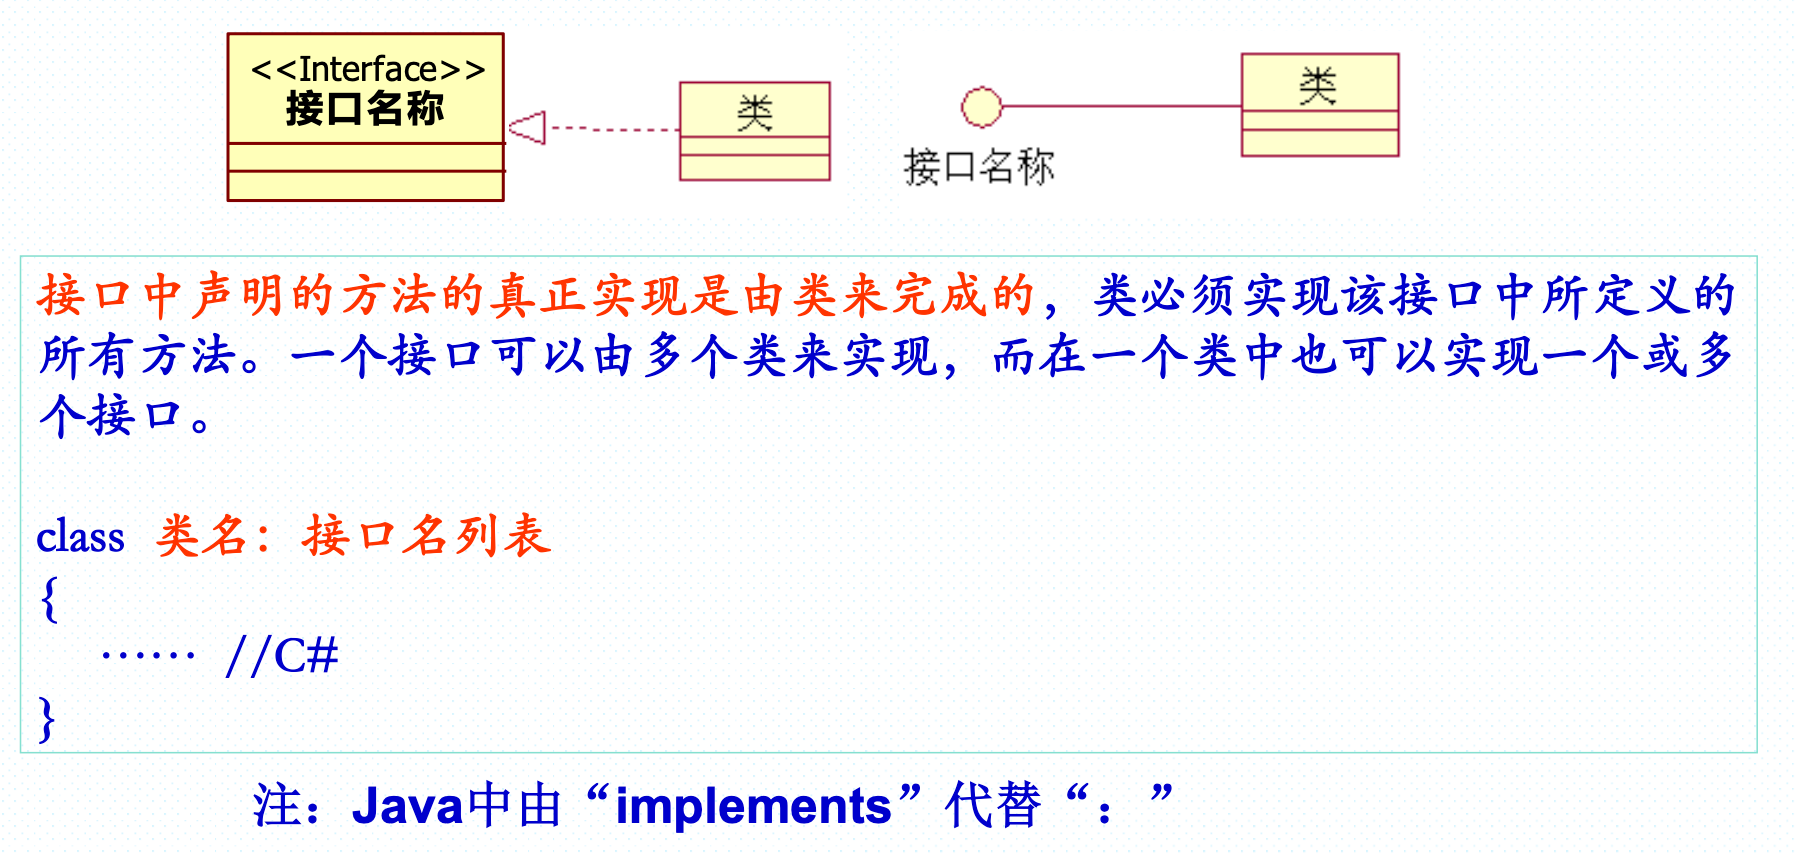 <<Interface>>
接口名称
类
类
接口名称
接口中声明的方法的真正实现是由类来完成的，类必须实现该接口中所定义的
所有方法。一个接口可以由多个类来实现，而在一个类中也可以实现一个或多
个接口。
class 类名：接口名列表
{
…… //C#
}
注：Java中由“implements”代替“：”